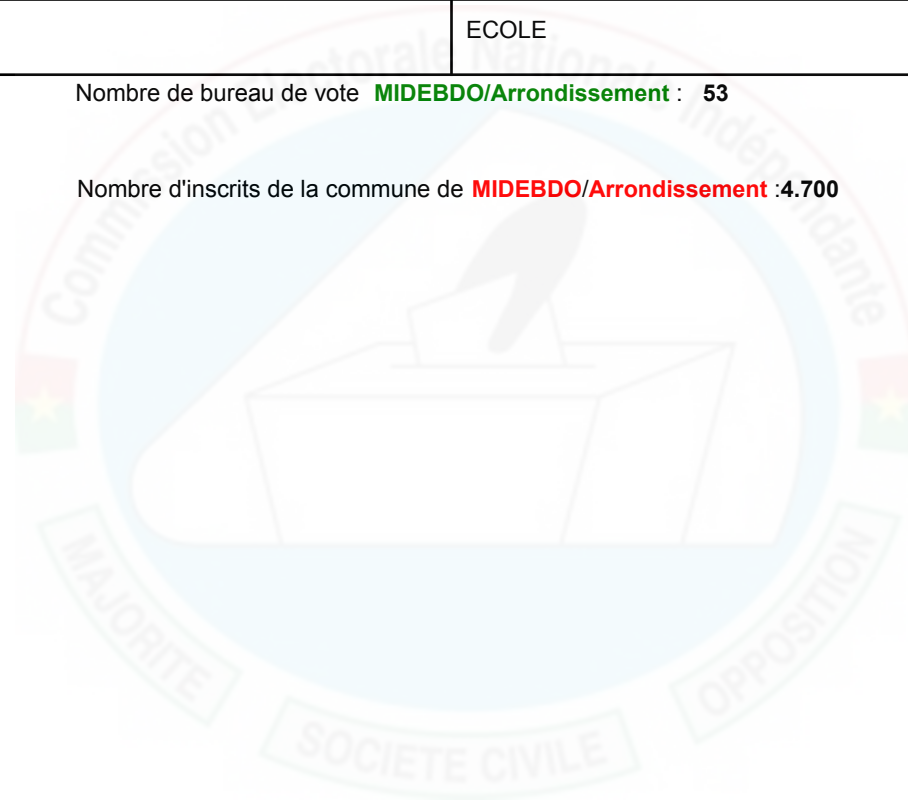 ECOLE
Nombre de bureau de vote MIDEBDO/Arrondissement : 53
Nombre d'inscrits de la commune de MIDEBDO/Arrondissement :4.700
Commission Electorale Nationale Indépendante
MAJORITE
SOCIETE CIVILE
OPPOSITION